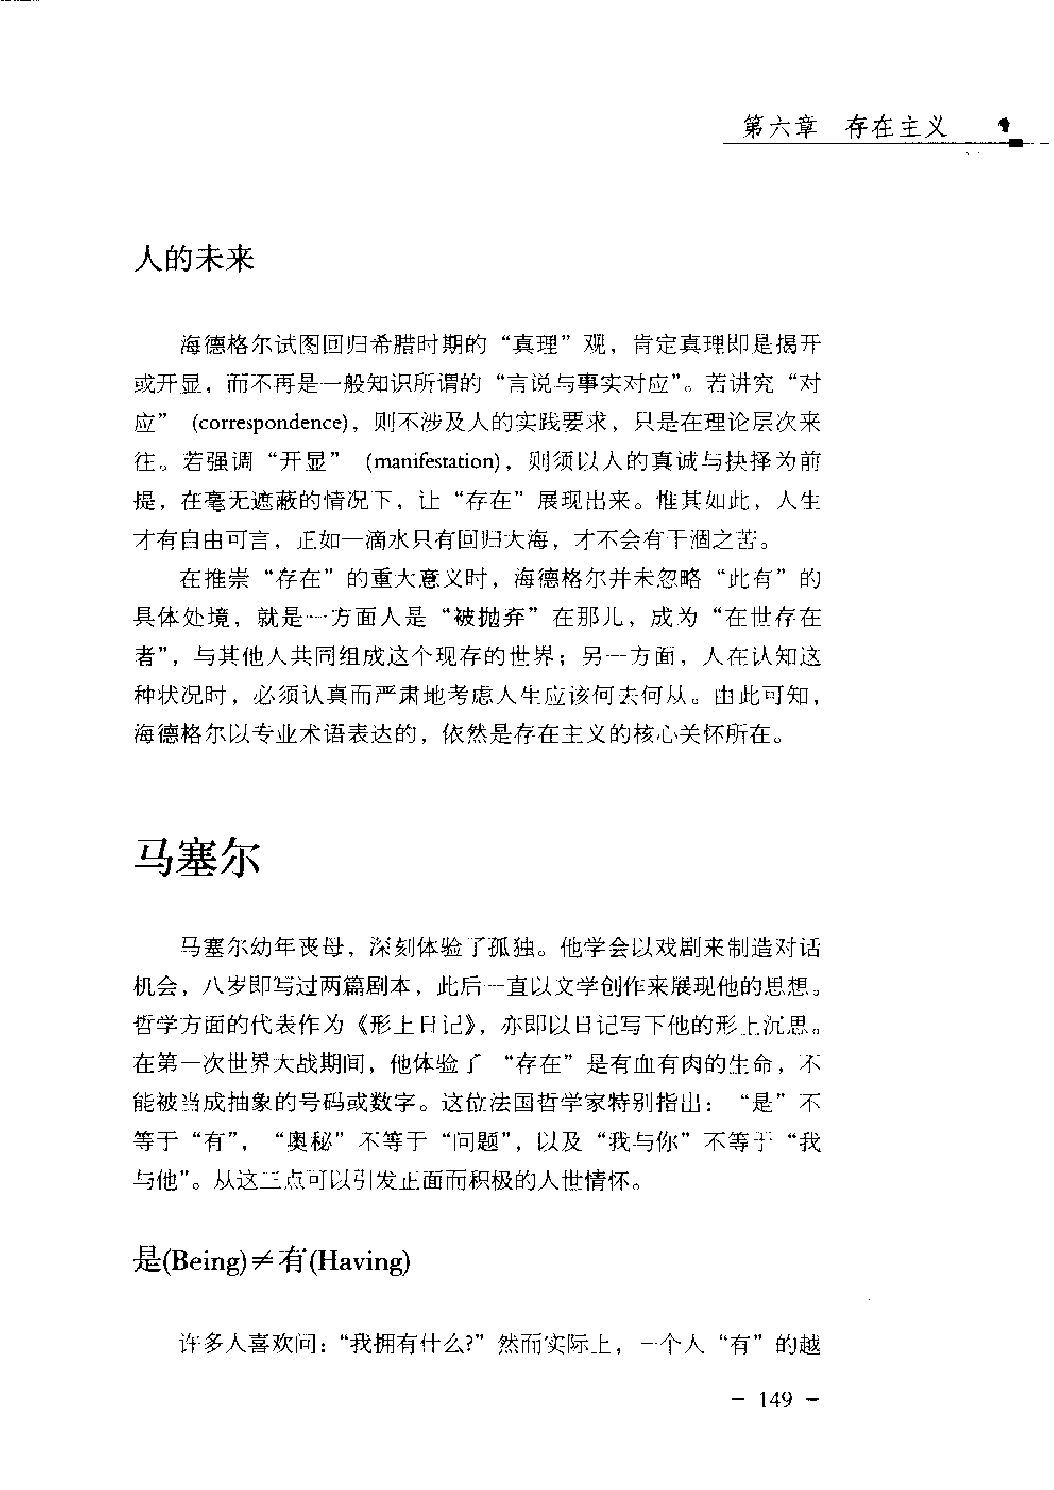 第六章 存在主义
人的未来
海德格尔试图回归希腊时期的“真理”观，肯定真理即是揭开
或开显，而不再是一般知识所谓的“言说与事实对应”。若讲究“对
应” (correspondence)，则不涉及人的实践要求，只是在理论层次来
往。若强调“开显” (manifestation)，则须以人的真诚与抉择为前
提，在毫无遮蔽的情况下，让“存在”展现出来。惟其如此，人生
才有自由可言，正如一滴水只有回归大海，才不会有干涸之苦。
在推崇“存在”的重大意义时，海德格尔并未忽略“此有”的
具体处境，就是一方面人是“被抛弃”在那儿，成为“在世存在
者”，与其他人共同组成这个现存的世界；另一方面，人在认知这
种状况时，必须认真而严肃地考虑人生应该何去何从。由此可知，
海德格尔以专业术语表达的，依然是存在主义的核心关怀所在。
马塞尔
马塞尔幼年丧母，深刻体验了孤独。他学会以戏剧来制造对话
机会，八岁即写过两篇剧本，此后一直以文学创作来展现他的思想。
哲学方面的代表作为《形上日记》，亦即以日记写下他的形上沉思。
在第一次世界大战期间，他体验了 “存在”是有血有肉的生命，不
能被当成抽象的号码或数字。这位法国哲学家特别指出： “是”不
等于“有”， “奥秘”不等于“问题”，以及“我与你”不等于“我
与他”。从这三点可以引发正面而积极的人世情怀。
是(Being)≠有(Having)
许多人喜欢问：“我拥有什么?”然而实际上，一个人“有”的越
－ 149 －